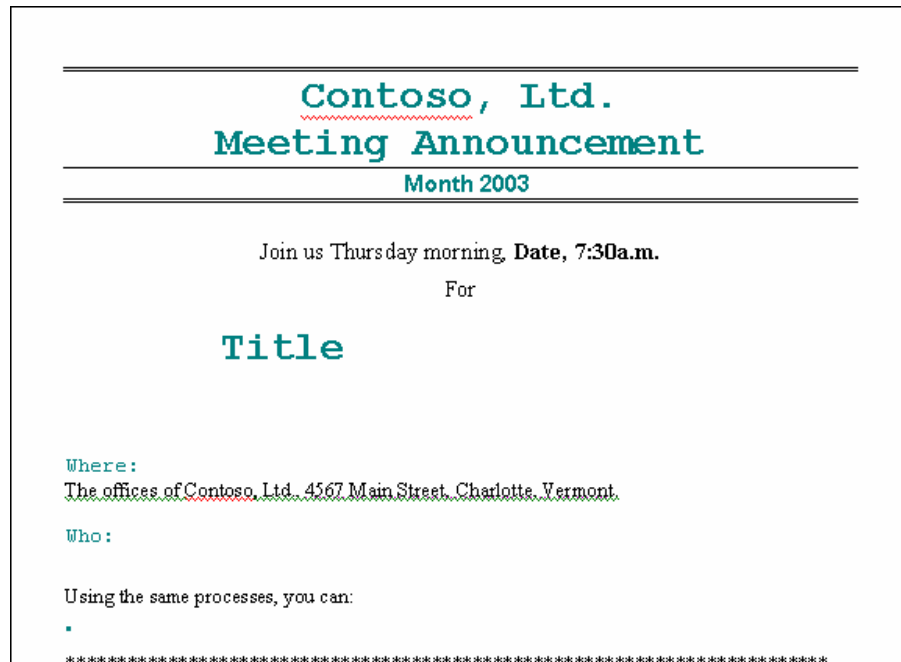 Contoso, Ltd.
Meeting Announcement
Month 2003
Join us Thursday morning, Date, 7:30a.m.
For
Title
Where:
The offices of Contoso, Ltd., 4567 Main Street, Charlotte, Vermont.
Who:
Using the same processes, you can:
▪
**************************************************************************